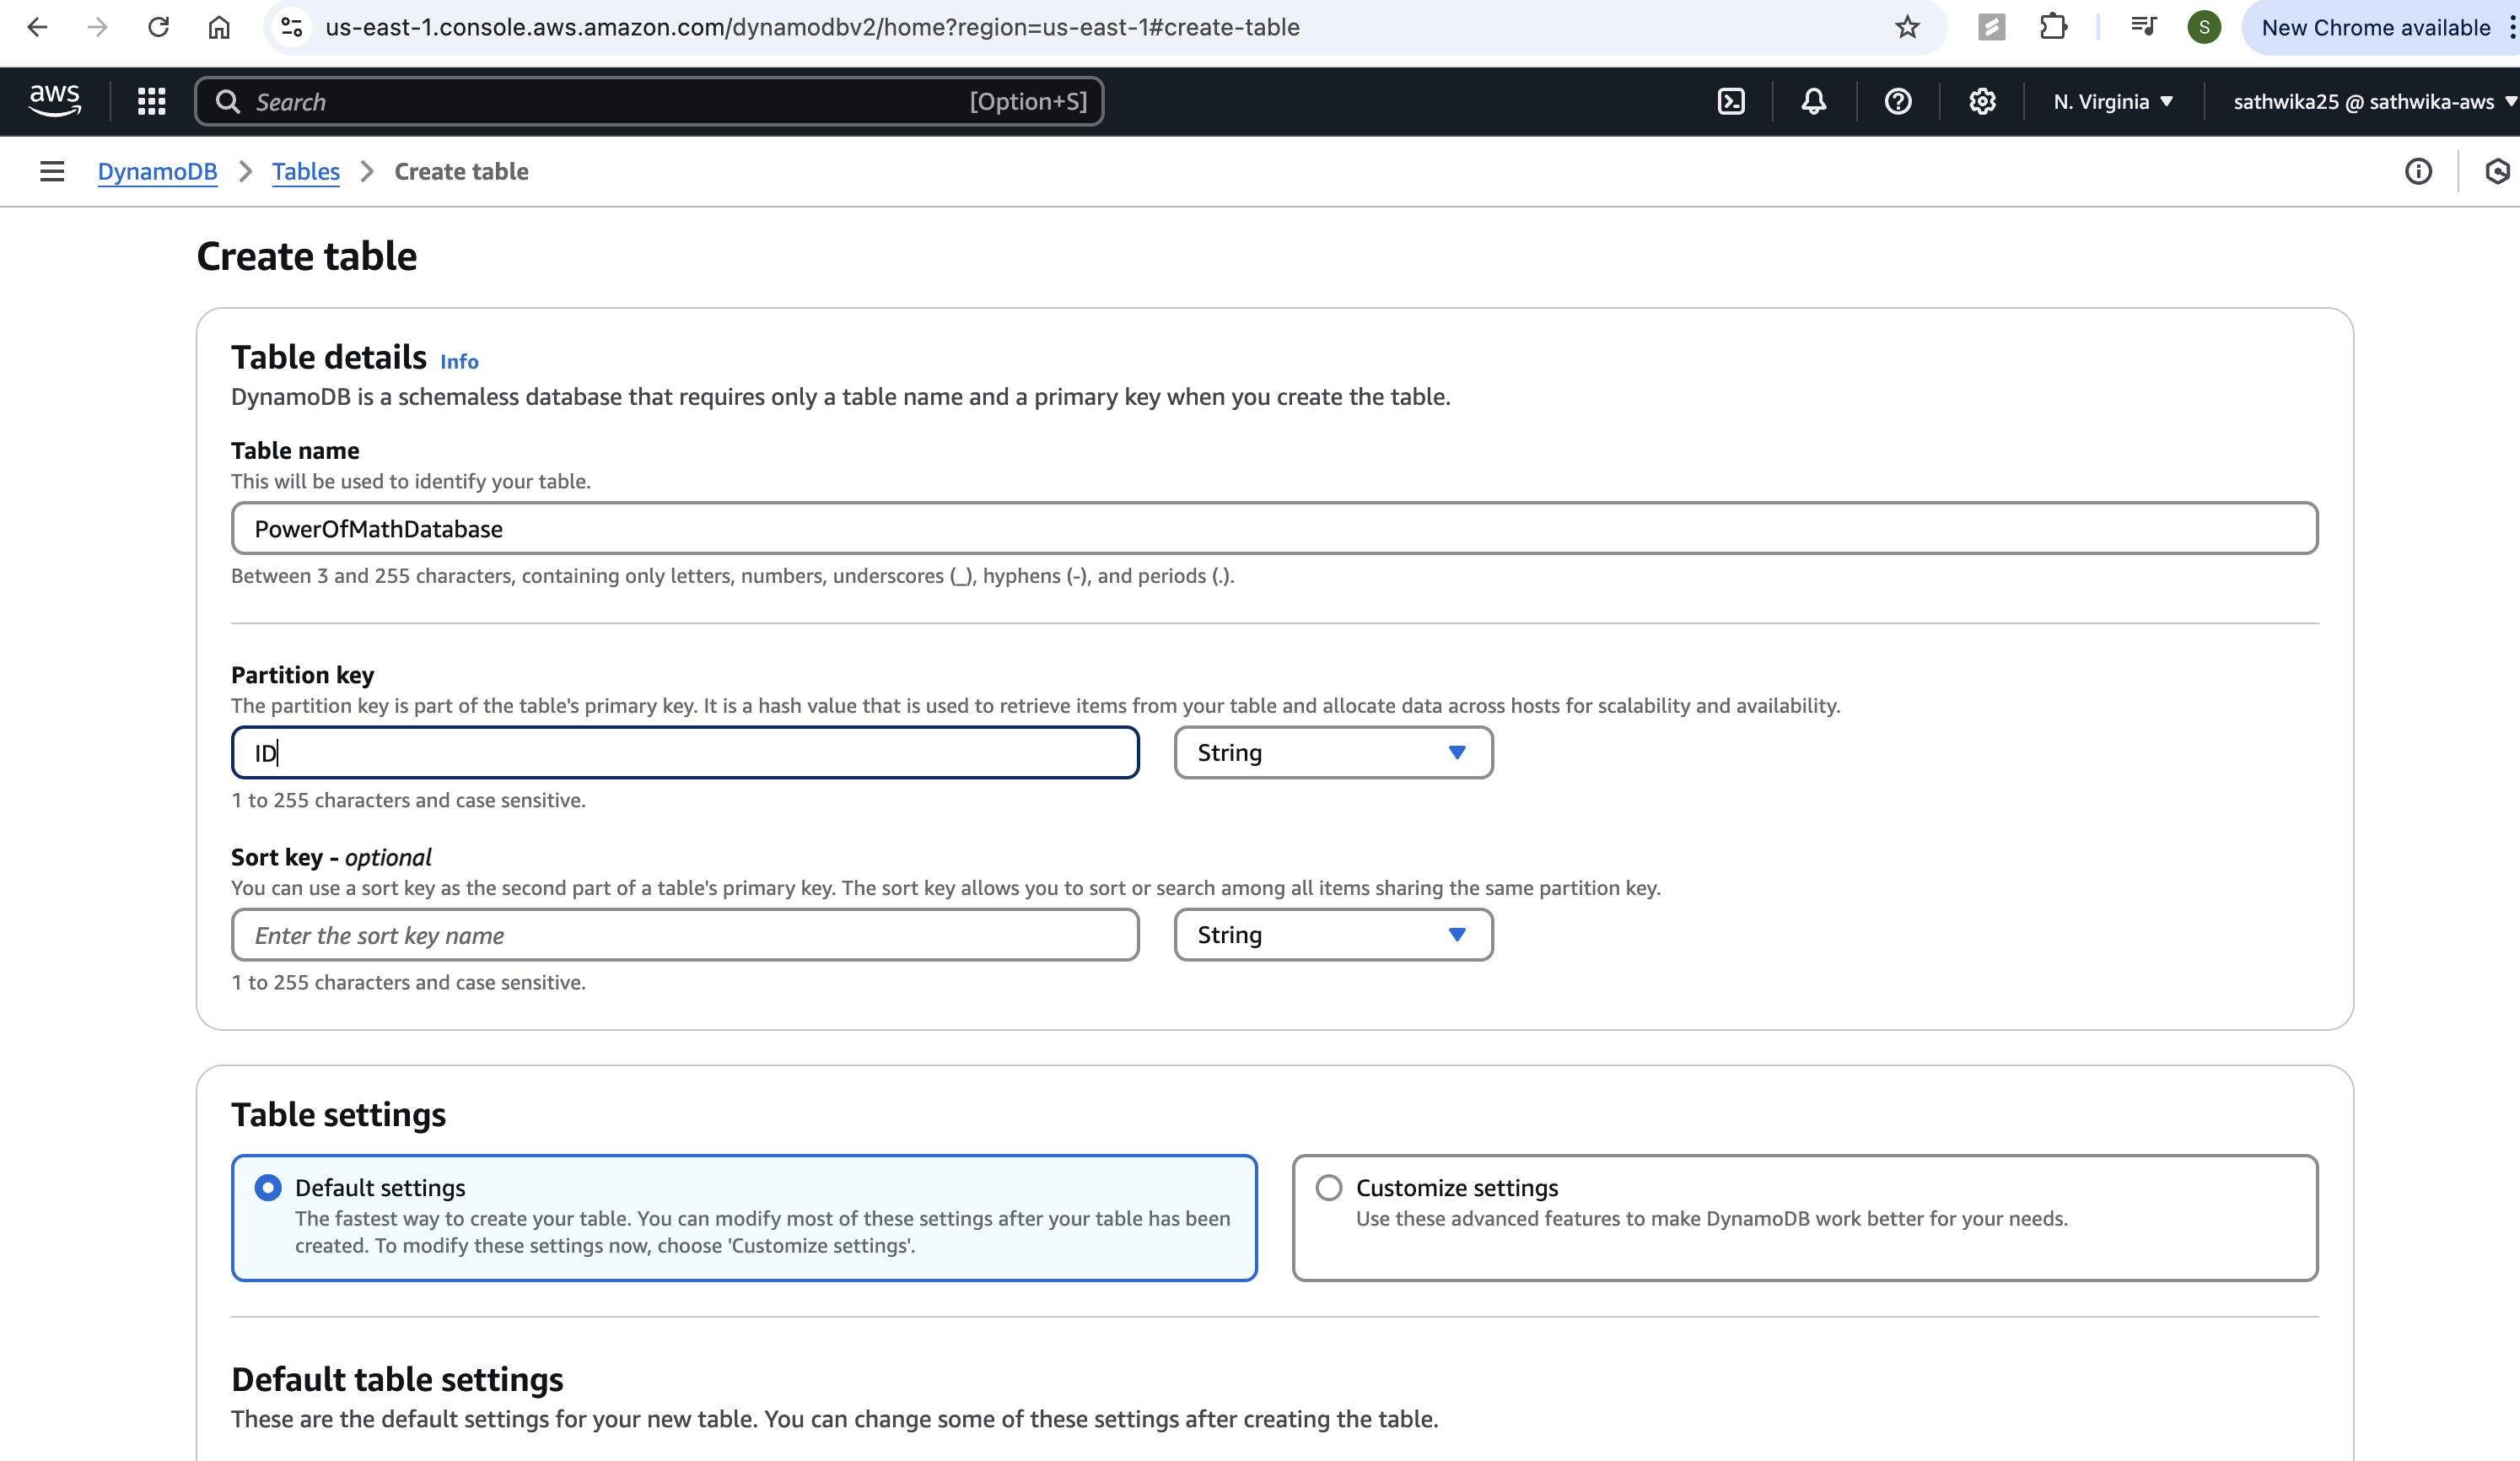 us-east-1.console.aws.amazon.com/dynamodbv2/home?region=us-east-1#create-table
S
New Chrome available
aws
Search
[Option+S]
N. Virginia
sathwika25 @ sathwika-aws
DynamoDB
Tables
Create table
Create table
Table details Info
DynamoDB is a schemaless database that requires only a table name and a primary key when you create the table.
Table name
This will be used to identify your table.
PowerOfMathDatabase
Between 3 and 255 characters, containing only letters, numbers, underscores (_), hyphens (-), and periods (.).
Partition key
The partition key is part of the table's primary key. It is a hash value that is used to retrieve items from your table and allocate data across hosts for scalability and availability.
ID
String
1 to 255 characters and case sensitive.
Sort key - optional
You can use a sort key as the second part of a table's primary key. The sort key allows you to sort or search among all items sharing the same partition key.
Enter the sort key name
String
1 to 255 characters and case sensitive.
Table settings
Default settings
The fastest way to create your table. You can modify most of these settings after your table has been
created. To modify these settings now, choose 'Customize settings'.
Customize settings
Use these advanced features to make DynamoDB work better for your needs.
Default table settings
These are the default settings for your new table. You can change some of these settings after creating the table.